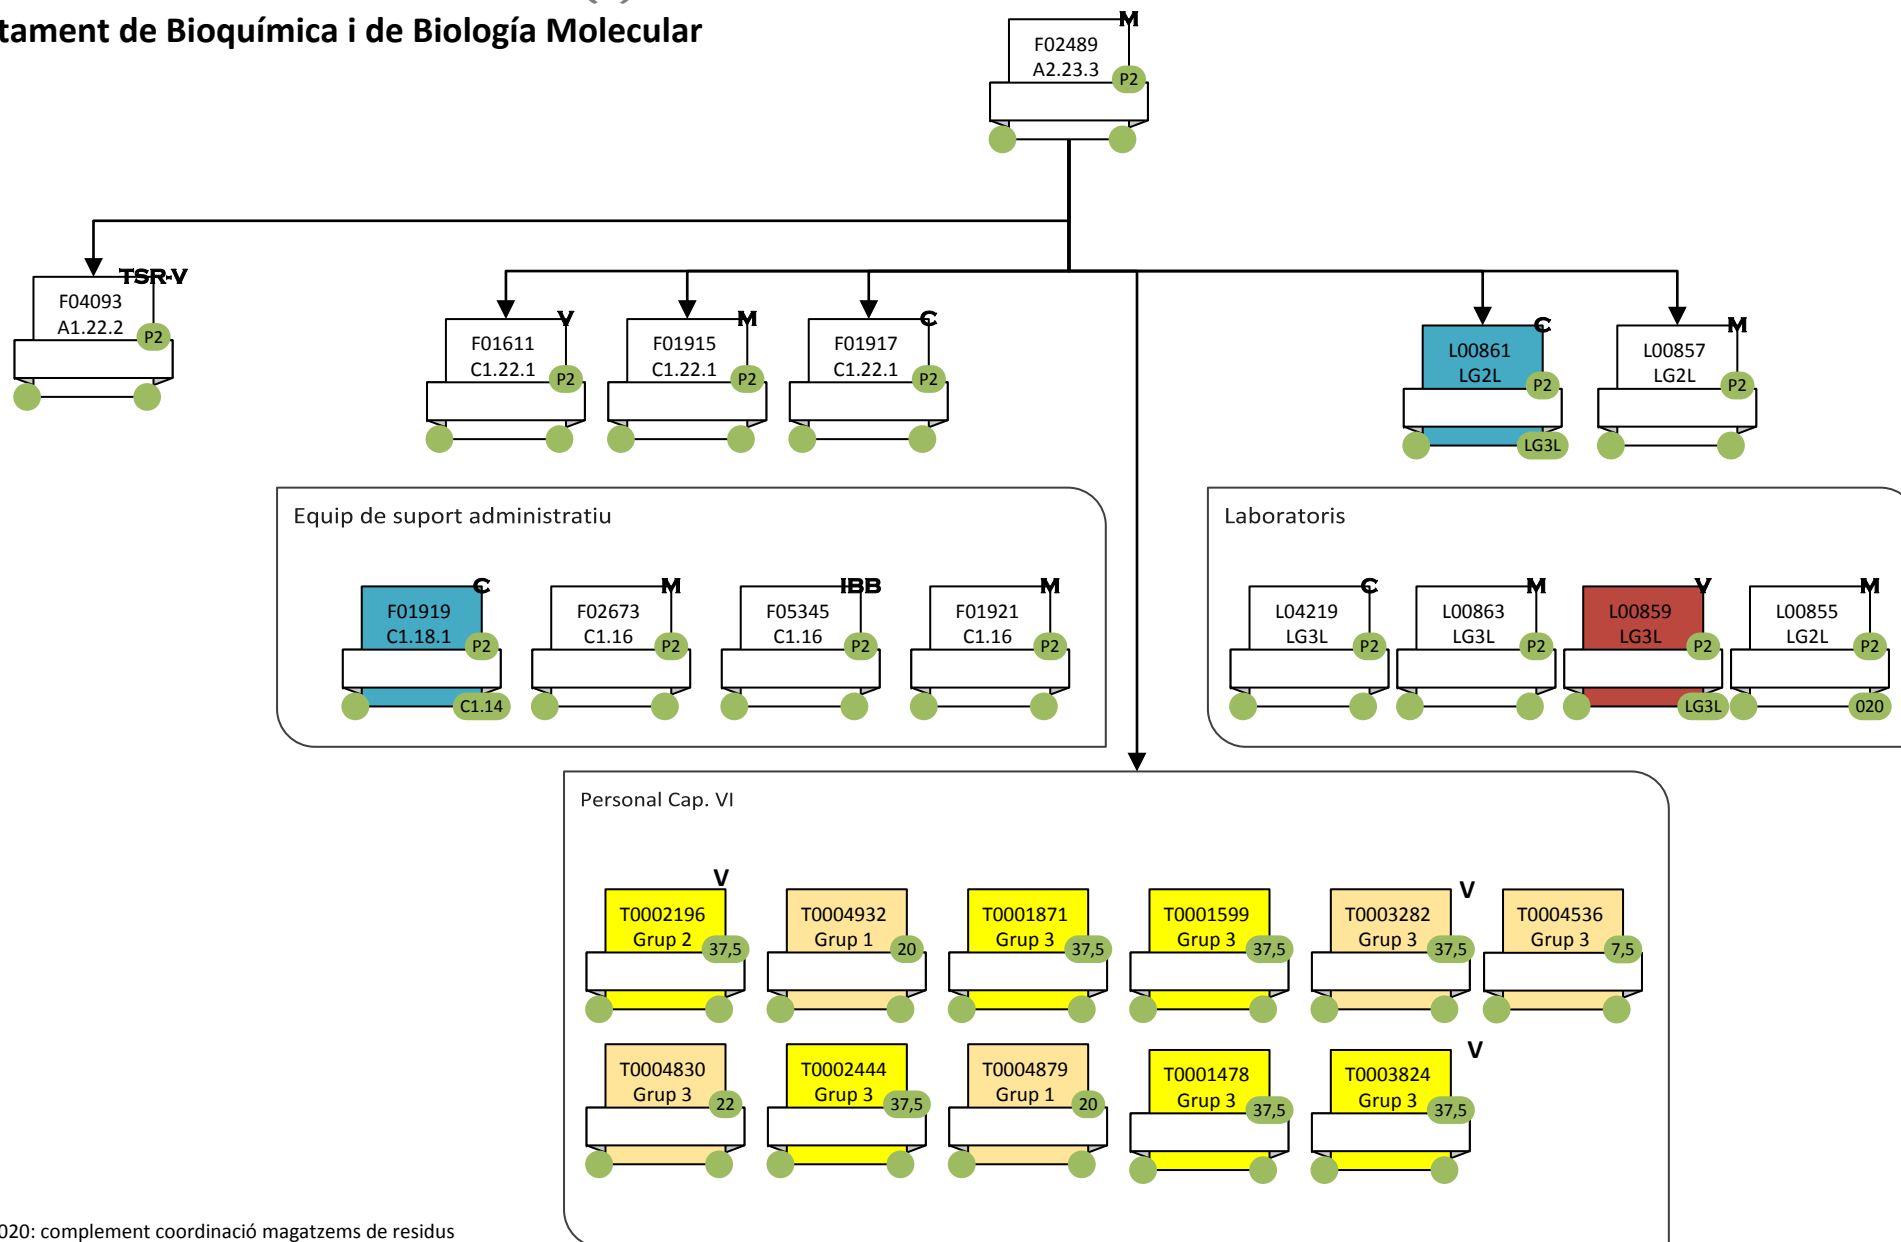 tament de Bioquímica i de Biología Molecular
M
F02489
A2.23.3
P2
TSR-V
F04093
A1.22.2
P2
V
F01611
C1.22.1
P2
M
F01915
C1.22.1
P2
C
F01917
C1.22.1
P2
C
L00861
LG2L
P2
LG3L
M
L00857
LG2L
P2
Equip de suport administratiu
C
F01919
C1.18.1
P2
C1.14
M
F02673
C1.16
P2
IBB
F05345
C1.16
P2
M
F01921
C1.16
P2
Laboratoris
C
L04219
LG3L
P2
M
L00863
LG3L
P2
V
L00859
LG3L
P2
LG3L
M
L00855
LG2L
P2
020
Personal Cap. VI
V
T0002196
Grup 2
37,5
T0004932
Grup 1
20
T0001871
Grup 3
37,5
T0001599
Grup 3
37,5
V
T0003282
Grup 3
37,5
T0004536
Grup 3
7,5
T0004830
Grup 3
22
T0002444
Grup 3
37,5
T0004879
Grup 1
20
T0001478
Grup 3
37,5
V
T0003824
Grup 3
37,5
020: complement coordinació magatzems de residus